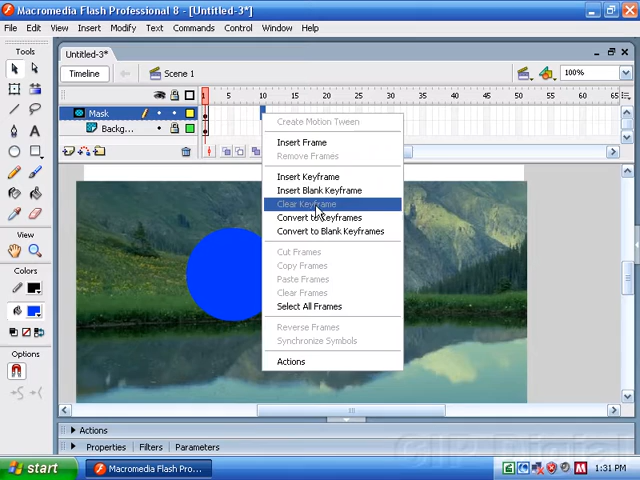 Macromedia Flash Professional 8 - [Untitled-3*]
File Edit View Insert Modify Text Commands Control Window Help
Tools
View
Colors
Options
Untitled-3*
Timeline Scene 1 100%
1 5 10 15 20 25 30 35 40 45 50 55 60 65
Mask
Backg...
Create Motion Tween
Insert Frame
Remove Frames
Insert Keyframe
Insert Blank Keyframe
Clear Keyframe
Convert to Keyframes
Convert to Blank Keyframes
Cut Frames
Copy Frames
Paste Frames
Clear Frames
Select All Frames
Reverse Frames
Synchronize Symbols
Actions
Actions
Properties Filters Parameters
start Macromedia Flash Pro... 1:31 PM